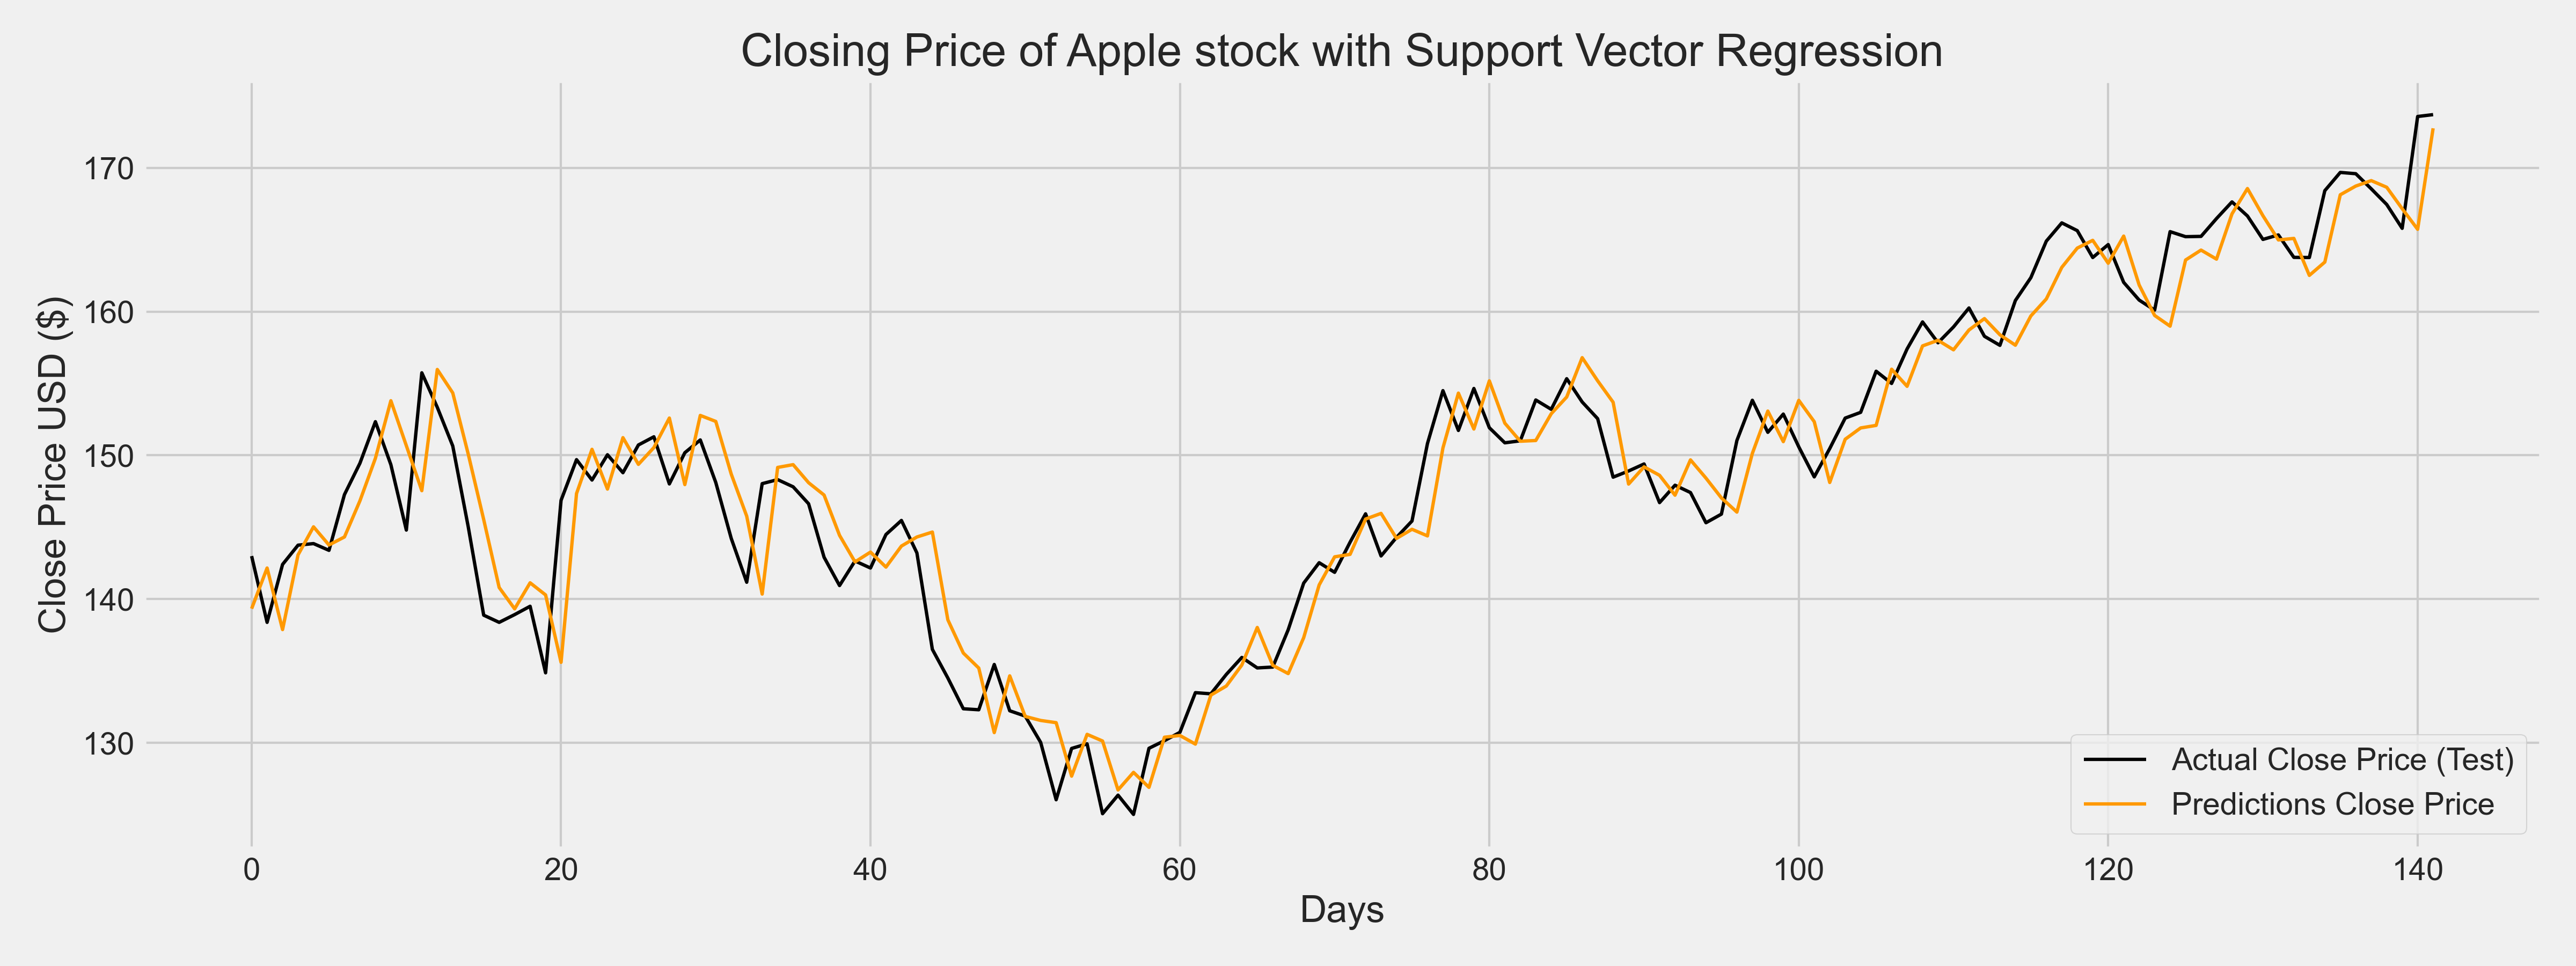 Closing Price of Apple stock with Support Vector Regression
Close Price USD ($)
170
160
150
140
130
Actual Close Price (Test)
Predictions Close Price
0 20 40 60 80 100 120 140
Days